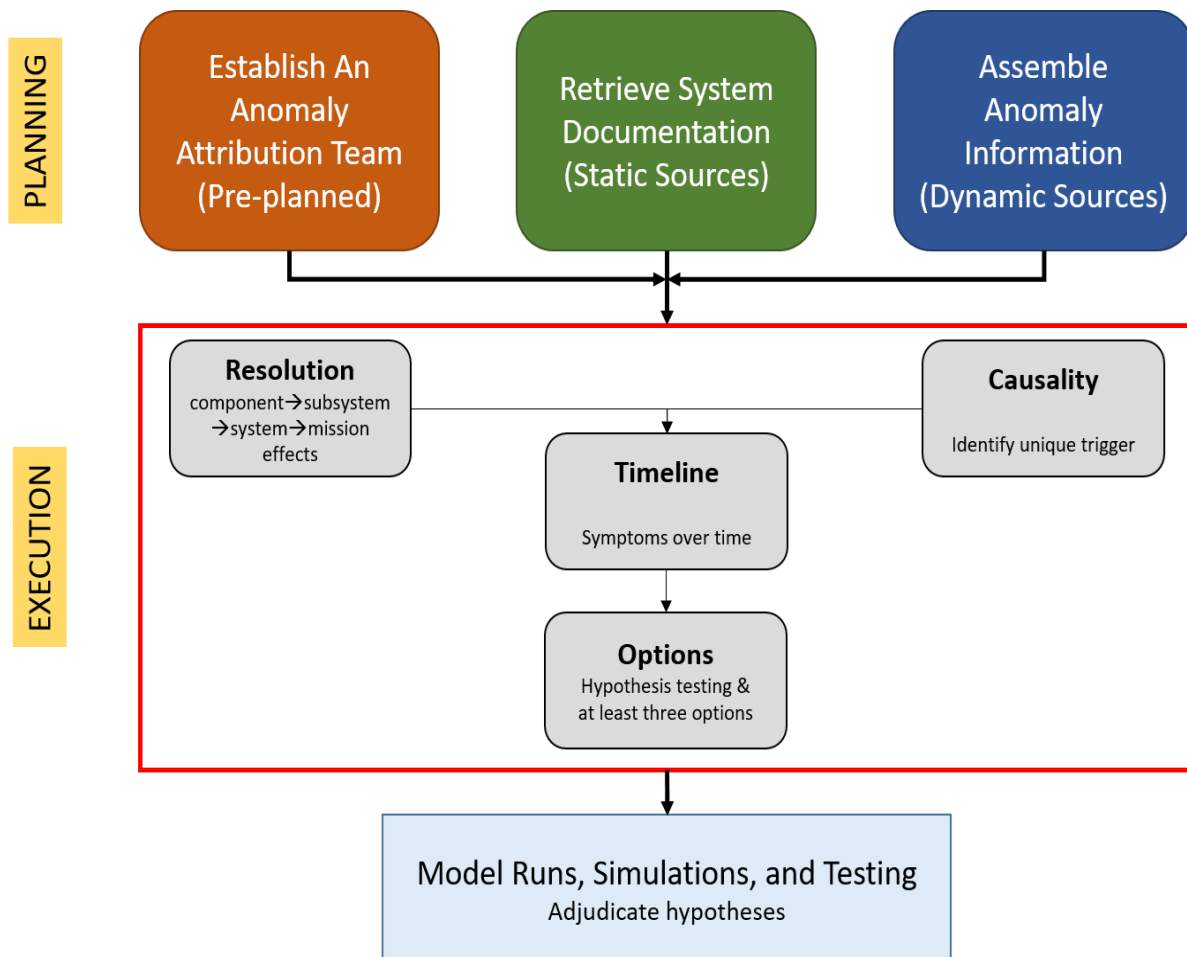 PLANNING
Establish An
Anomaly
Attribution Team
(Pre-planned)
Retrieve System
Documentation
(Static Sources)
Assemble
Anomaly
Information
(Dynamic Sources)
EXECUTION
Resolution
component→subsystem
→system→mission
effects
Causality
Identify unique trigger
Timeline
Symptoms over time
Options
Hypothesis testing &
at least three options
Model Runs, Simulations, and Testing
Adjudicate hypotheses